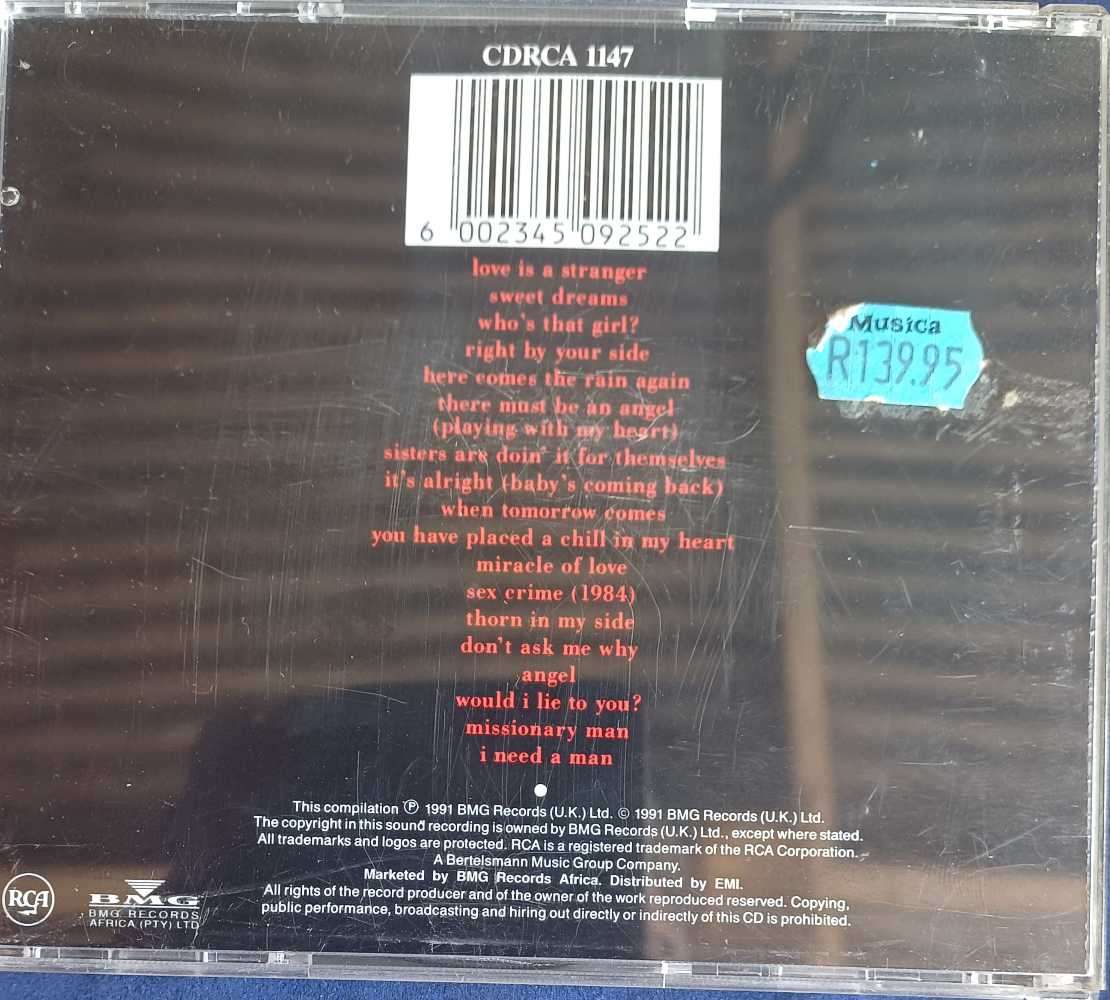 CDRCA 1147
6 002345 092522
love is a stranger
sweet dreams
who's that girl?
right by your side
here comes the rain again
there must be an angel
(playing with my heart)
sisters are doin' it for themselves
it's alright (baby's coming back)
when tomorrow comes
you have placed a chill in my heart
miracle of love
sex crime (1984)
thorn in my side
don't ask me why
angel
would i lie to you?
missionary man
i need a man
Musica
R139.95
This compilation ℗ 1991 BMG Records (U.K.) Ltd. © 1991 BMG Records (U.K.) Ltd.
The copyright in this sound recording is owned by BMG Records (U.K.) Ltd., except where stated.
All trademarks and logos are protected. RCA is a registered trademark of the RCA Corporation.
A Bertelsmann Music Group Company.
Marketed by BMG Records Africa. Distributed by EMI.
All rights of the record producer and of the owner of the work reproduced reserved. Copying,
public performance, broadcasting and hiring out directly or indirectly of this CD is prohibited.
RCA
BMG
BMG RECORDS
AFRICA (PTY) LTD